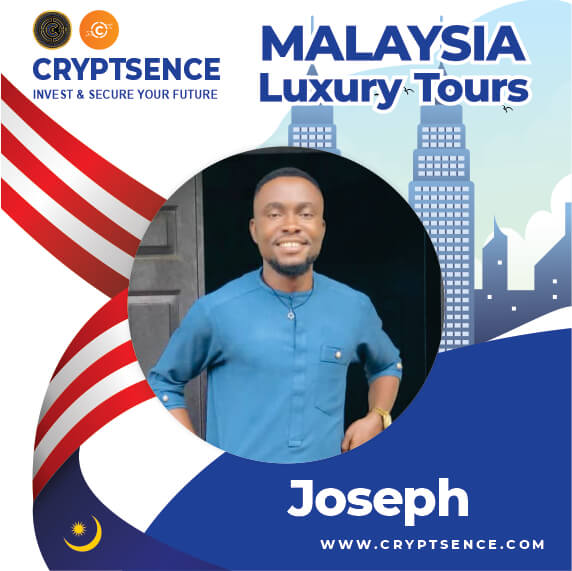 CRYPTSENCE
INVEST & SECURE YOUR FUTURE
MALAYSIA
Luxury Tours
Joseph
WWW.CRYPTSENCE.COM